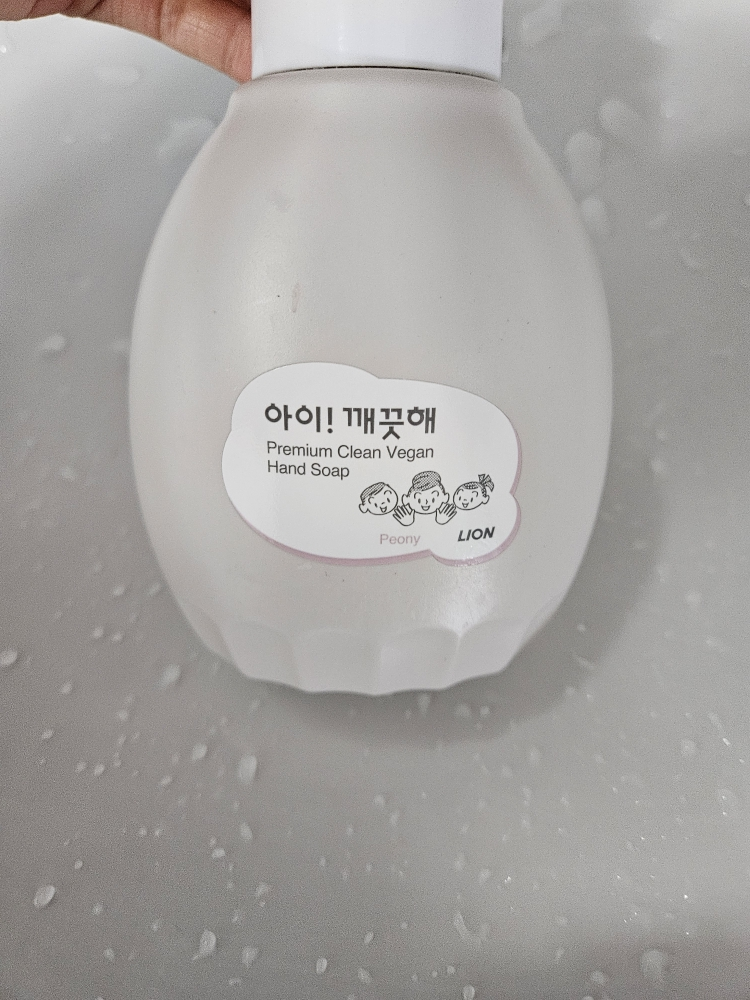 아이! 깨끗해
Premium Clean Vegan
Hand Soap
Peony
LION